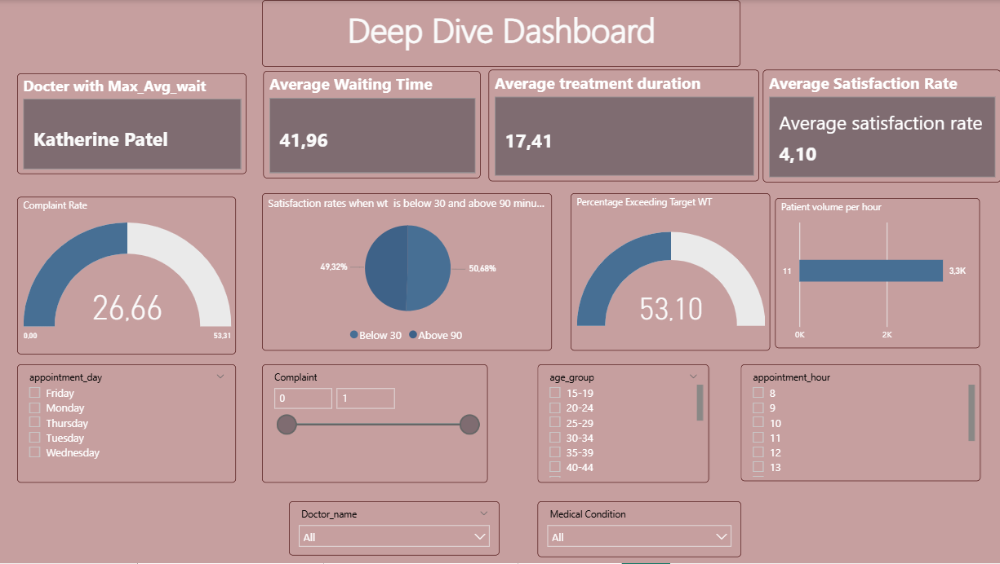 Deep Dive Dashboard
Docter with Max_Avg_wait
Katherine Patel
Average Waiting Time
41,96
Average treatment duration
17,41
Average Satisfaction Rate
Average satisfaction rate
4,10
Complaint Rate
26,66
0,00
53,31
Satisfaction rates when wt is below 30 and above 90 minu...
49,32%
50,68%
Below 30
Above 90
Percentage Exceeding Target WT
53,10
Patient volume per hour
11
3,3K
0K
2K
appointment_day
Friday
Monday
Thursday
Tuesday
Wednesday
Complaint
0
1
age_group
15-19
20-24
25-29
30-34
35-39
40-44
appointment_hour
8
9
10
11
12
13
Doctor_name
All
Medical Condition
All